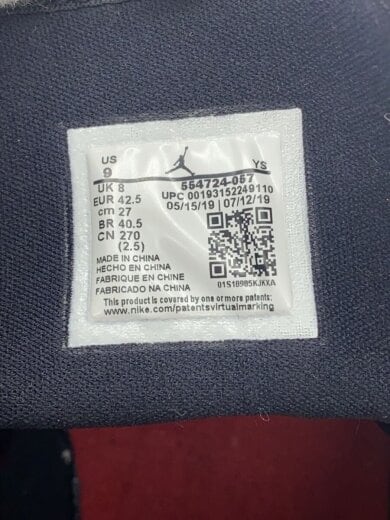 US
9 YS
UK 8 554724-057
EUR 42.5 UPC 00193152249110
cm 27 05/15/19 | 07/12/19
BR 40.5
CN 270
(2.5)
MADE IN CHINA
HECHO EN CHINA
FABRIQUE EN CHINE
FABRICADO NA CHINA
01S18905KJKXA
This product is covered by one or more patents:
www.nike.com/patentsvirtualmarking